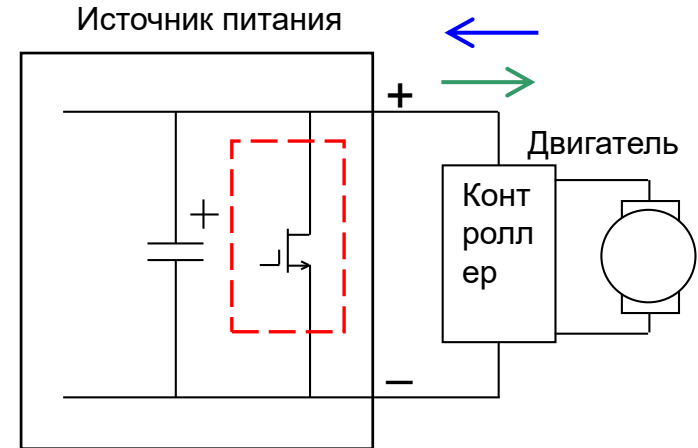 Источник питания
+
Двигатель
+
Конт
ролл
ер
−